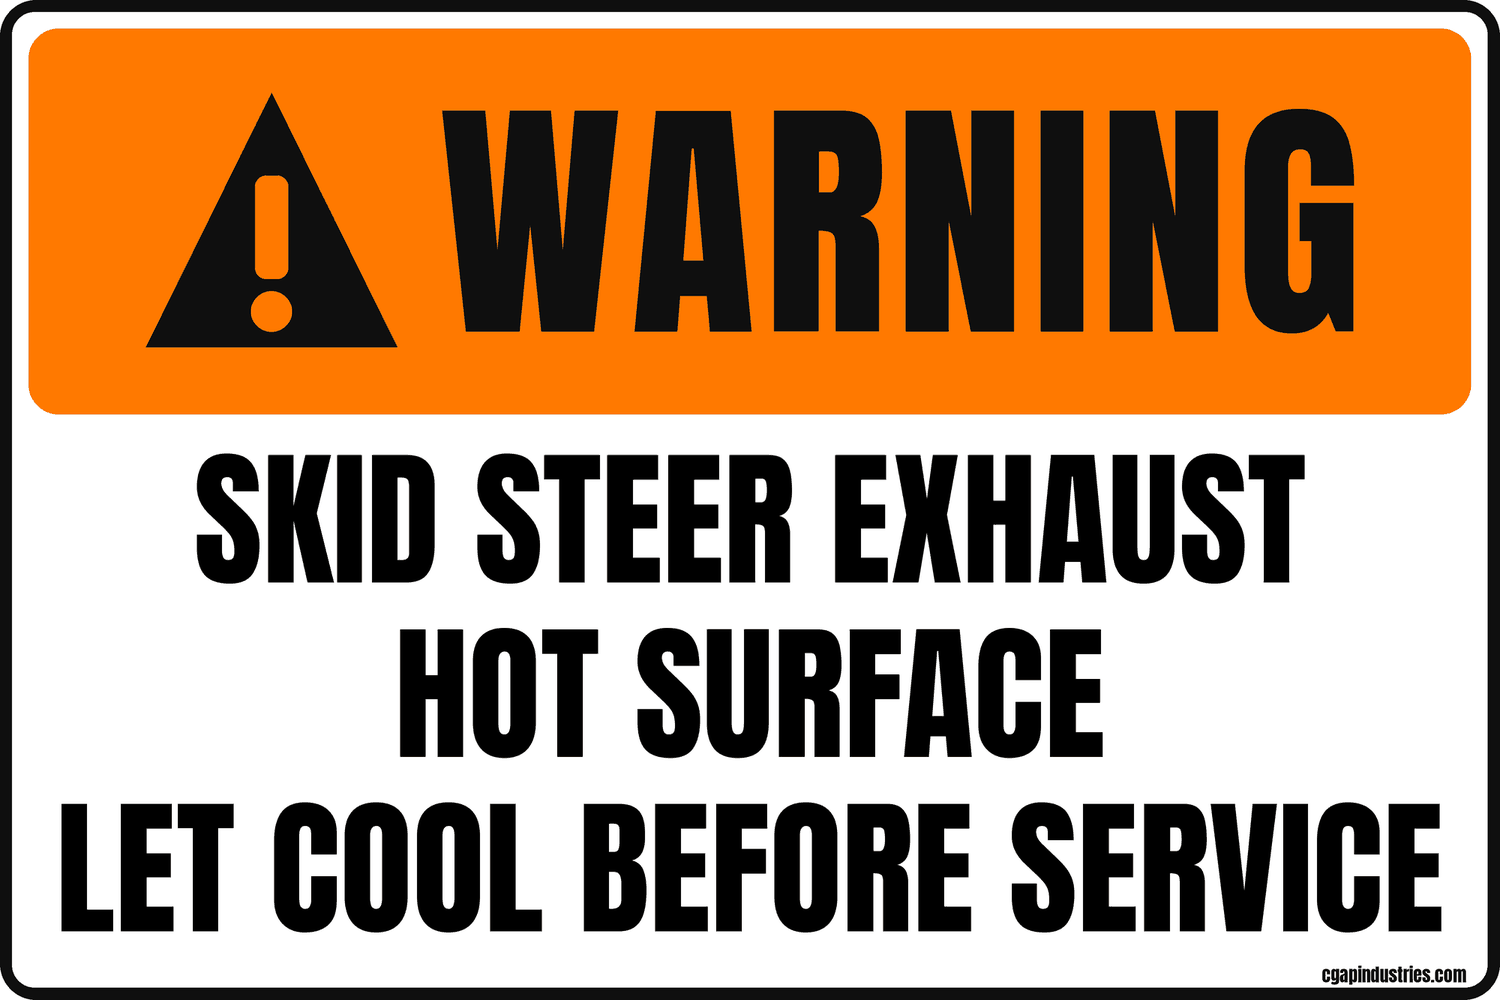 WARNING
SKID STEER EXHAUST
HOT SURFACE
LET COOL BEFORE SERVICE
cgapindustries.com